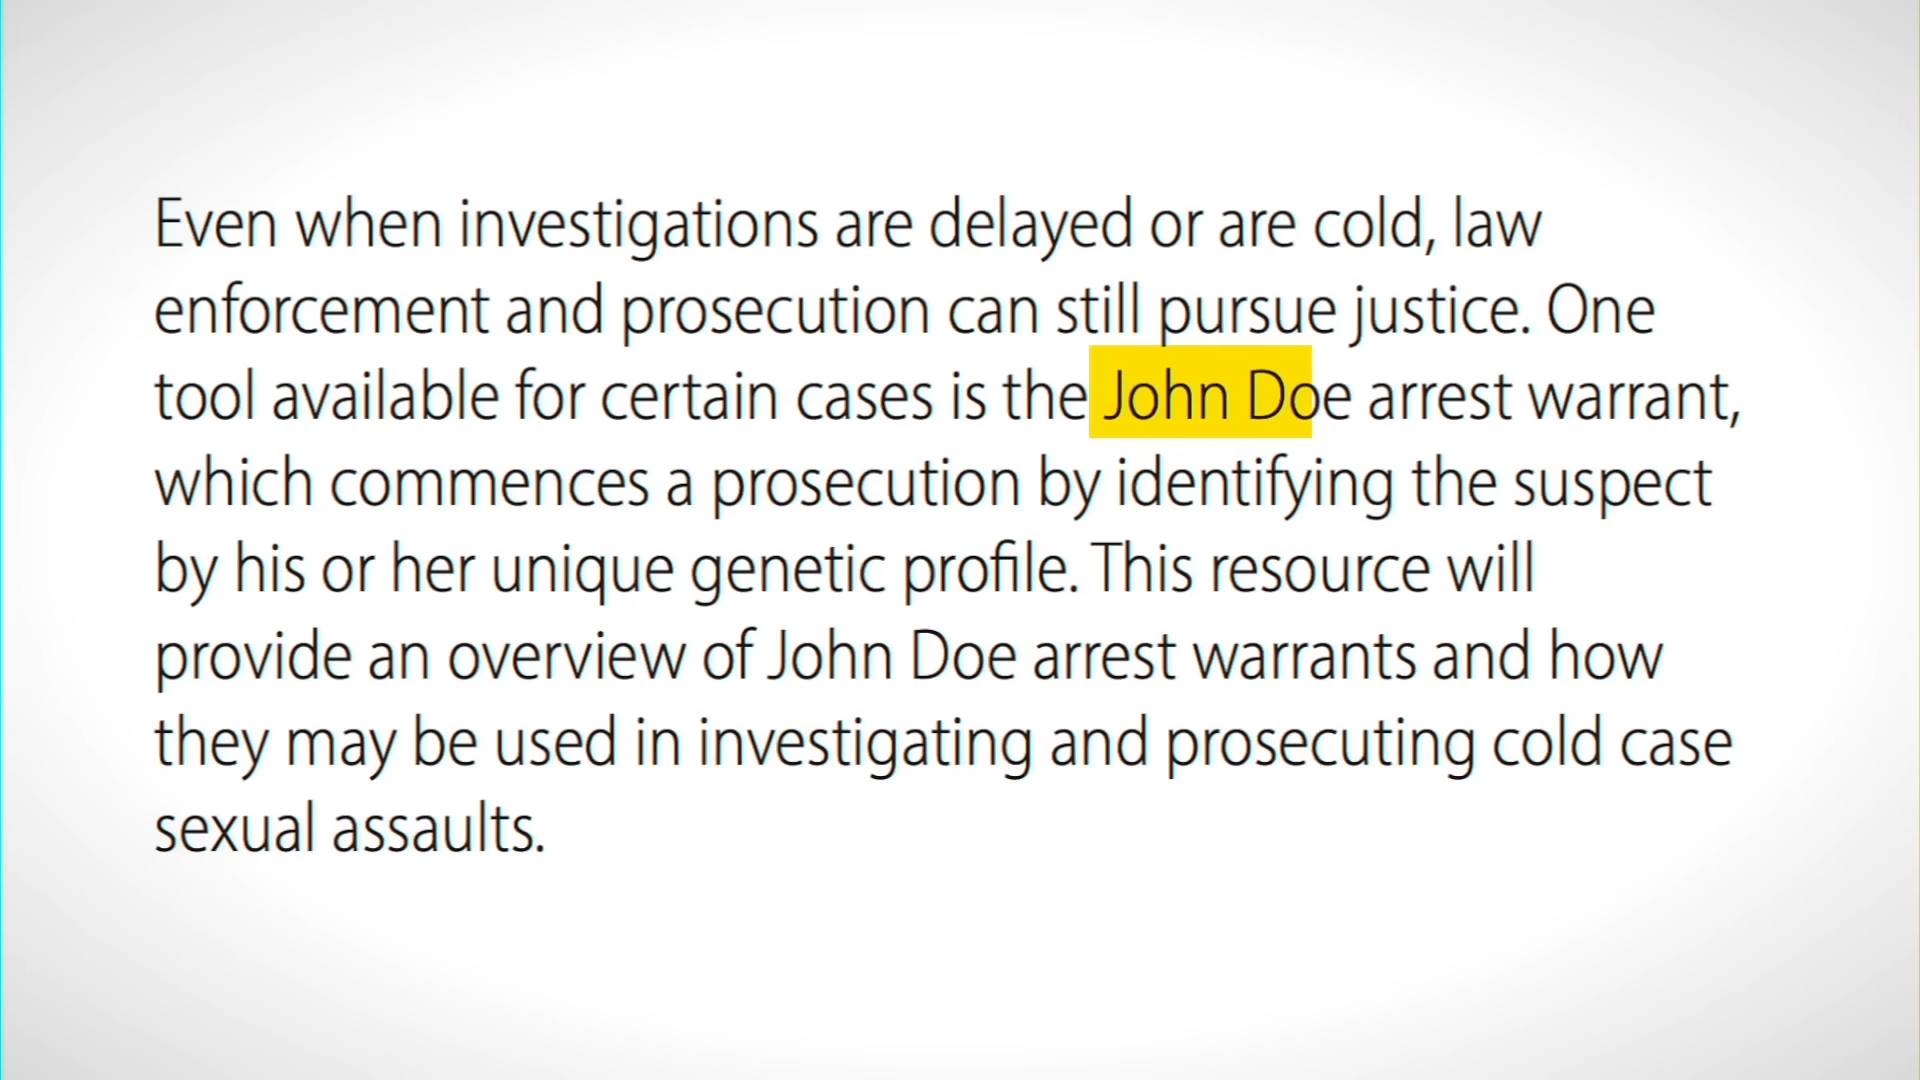 Even when investigations are delayed or are cold, law
enforcement and prosecution can still pursue justice. One
tool available for certain cases is the John Doe arrest warrant,
which commences a prosecution by identifying the suspect
by his or her unique genetic profile. This resource will
provide an overview of John Doe arrest warrants and how
they may be used in investigating and prosecuting cold case
sexual assaults.